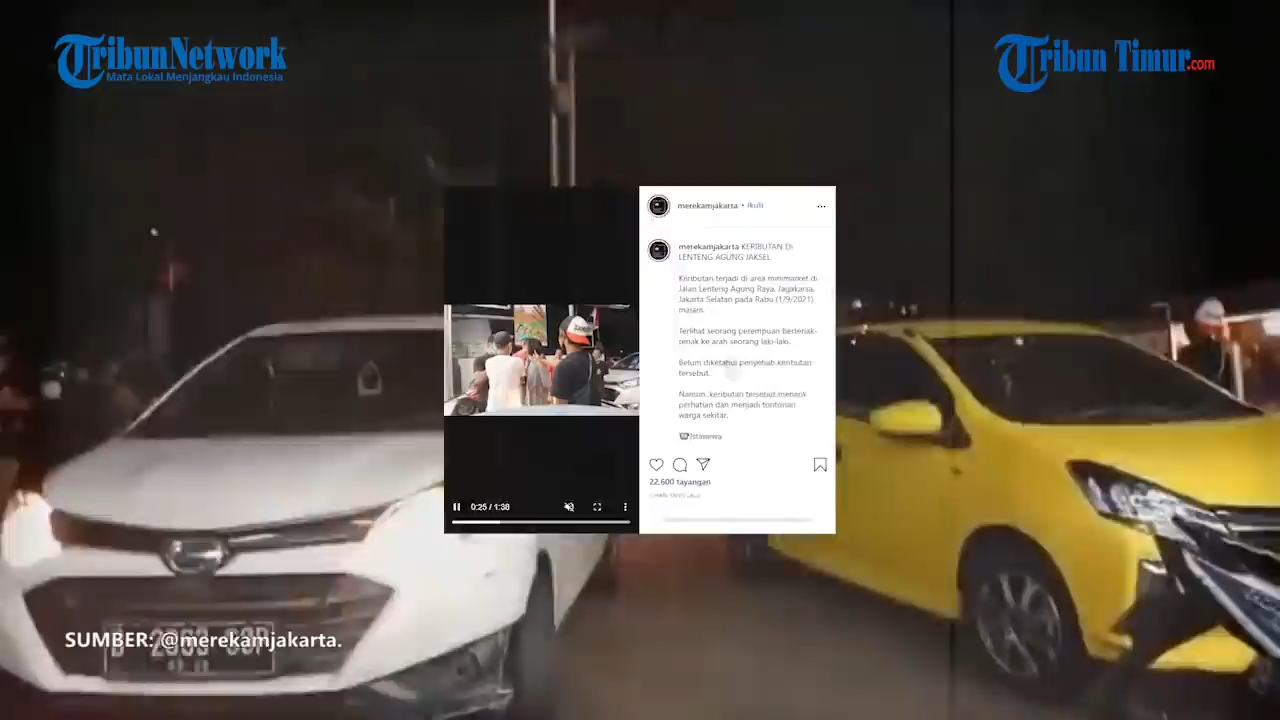 TribunNetwork
Mata Lokal Menjangkau Indonesia
Tribun Timur.com
merekamjakarta • Ikuti
merekamjakarta KERIBUTAN DI
LENTENG AGUNG JAKSEL
Keributan terjadi di area minimarket di
Jalan Lenteng Agung Raya, Jagakarsa,
Jakarta Selatan pada Rabu (1/9/2021)
malam.
Terlihat seorang perempuan berteriak-
teriak ke arah seorang laki-laki.
Belum diketahui penyebab keributan
tersebut.
Namun, keributan tersebut menarik
perhatian dan menjadi tontonan
warga sekitar.
Istimewa
22,600 tayangan
0:25 / 1:38
SUMBER: @merekamjakarta.